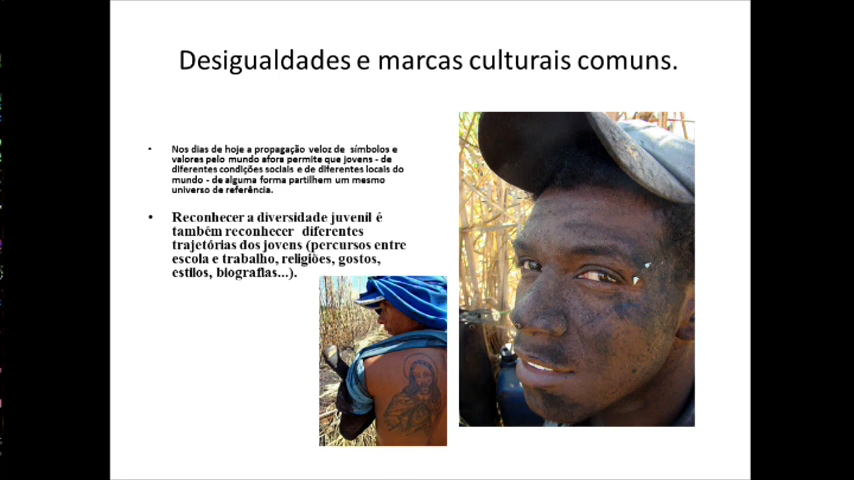 Desigualdades e marcas culturais comuns.
• Nos dias de hoje a propagação veloz de símbolos e
valores pelo mundo afora permite que jovens - de
diferentes condições sociais e de diferentes locais do
mundo - de alguma forma partilhem um mesmo
universo de referência.
• Reconhecer a diversidade juvenil é
também reconhecer diferentes
trajetórias dos jovens (percursos entre
escola e trabalho, religiões, gostos,
estilos, biografias...).